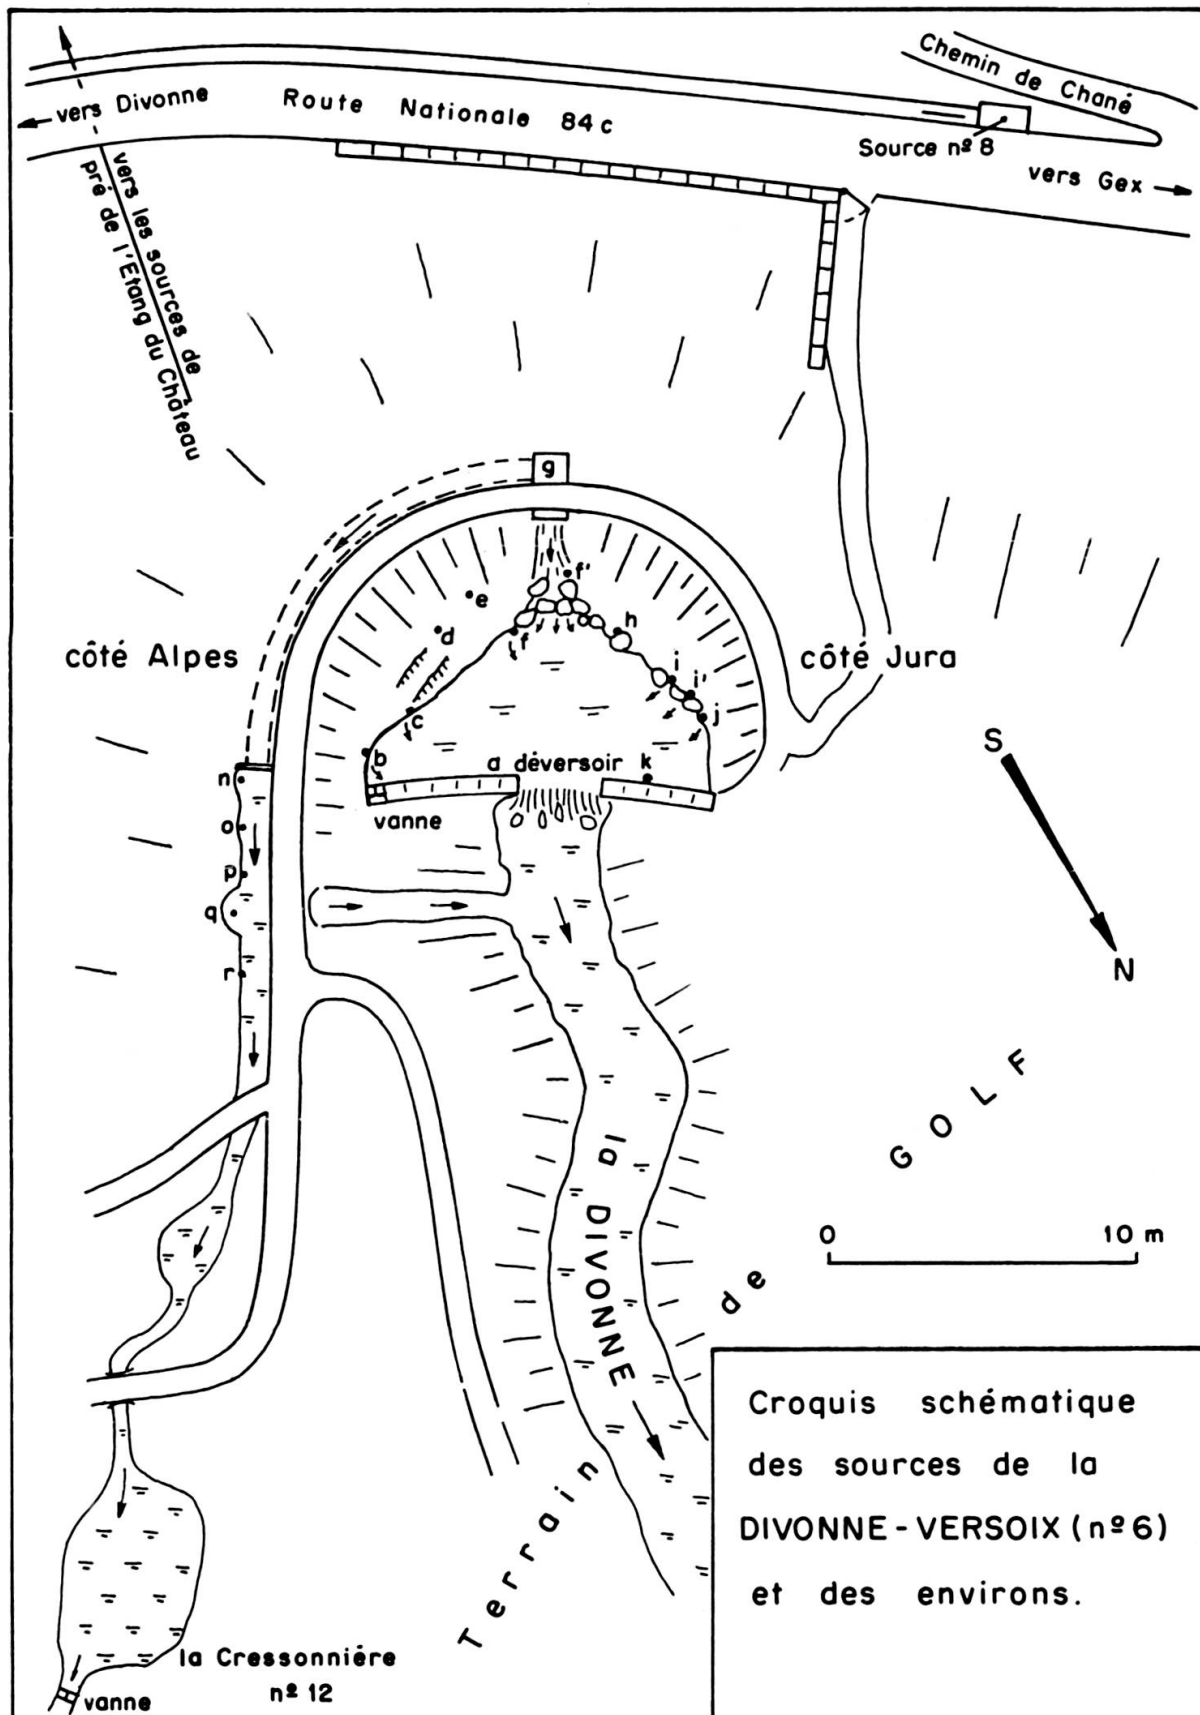 Chemin de Chané
vers Divonne
Route Nationale 84c
Source nº 8
vers Gex
vers les sources de
pré de l'Etang du Château
g
f'
e
h
d
f
côté Alpes
côté Jura
i
i'
c
j
S
b
a déversoir
k
n
vanne
o
p
q
N
r
la DIVONNE
Terrain de GOLF
0
10 m
Croquis schématique
des sources de la
DIVONNE - VERSOIX (nº 6)
et des environs.
la Cressonnière
nº 12
vanne